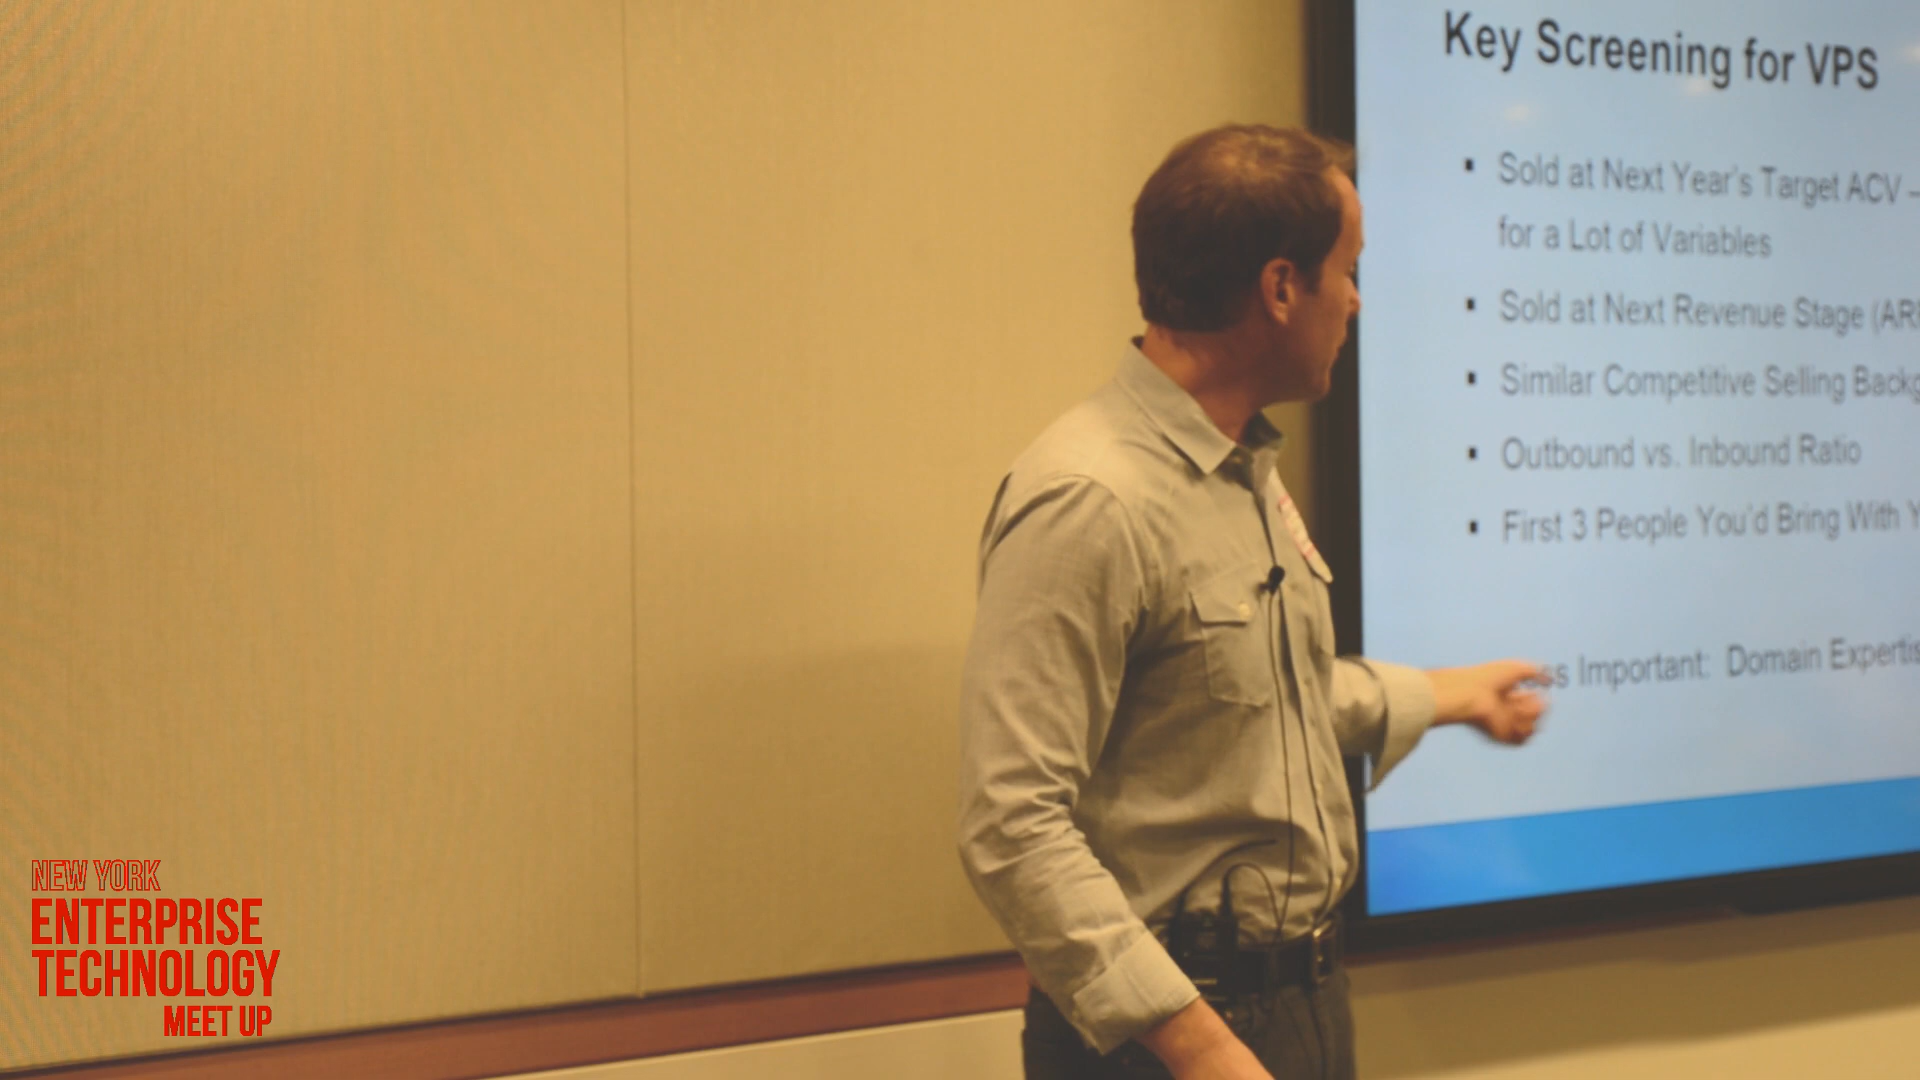 Key Screening for VPS
▪ Sold at Next Year's Target ACV –
for a Lot of Variables
▪ Sold at Next Revenue Stage
▪ Similar Competitive Selling
▪ Outbound vs. Inbound Ratio
▪ First 3 People You'd Bring With
Important: Domain
NEW YORK
ENTERPRISE
TECHNOLOGY
MEET UP